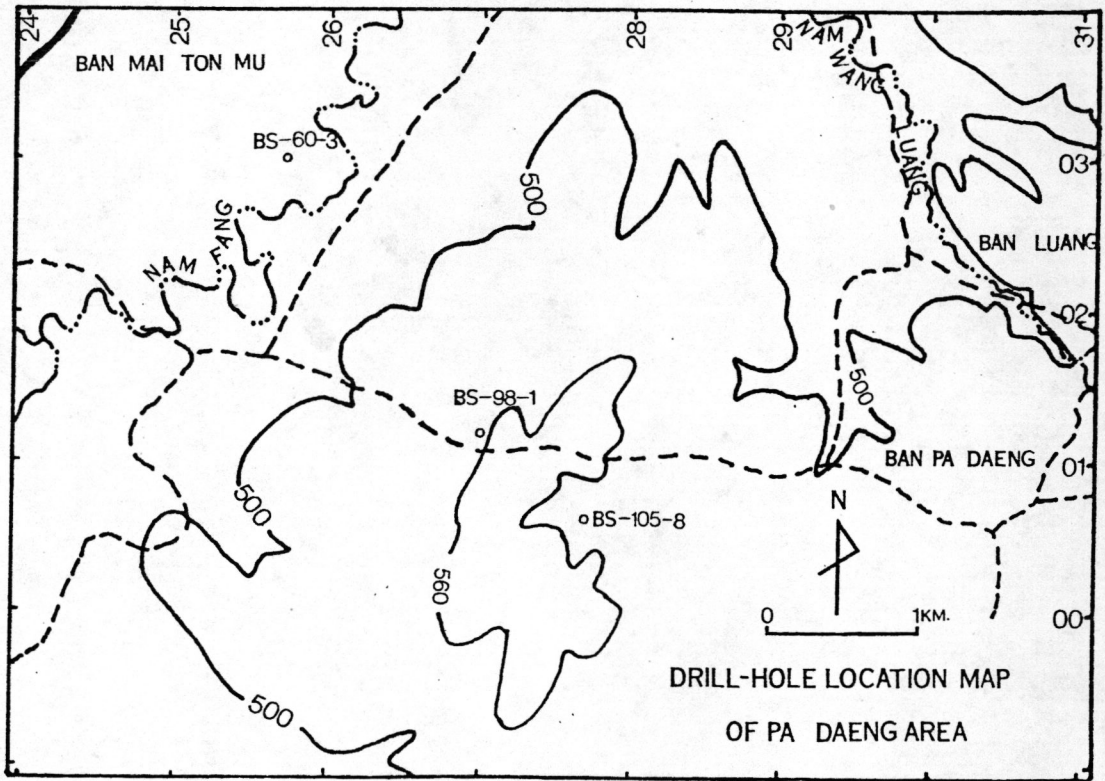 24
25
26
28
29
31
BAN MAI TON MU
NAM
WANG
LUANG
BS-60-3
03
500
NAM FANG
BAN LUANG
02
500
BS-98-1
BAN PA DAENG
01
500
N
BS-105-8
560
0 1KM.
00
500
DRILL-HOLE LOCATION MAP
OF PA DAENG AREA